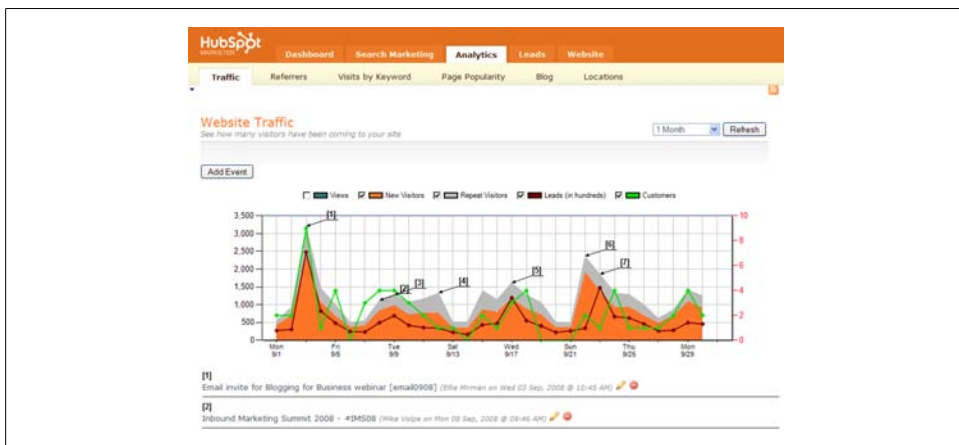 HubSpot
MARKETER
Dashboard Search Marketing Analytics Leads Website
Traffic Referrers Visits by Keyword Page Popularity Blog Locations
Website Traffic
See how many visitors have been coming to your site
1 Month Refresh
Add Event
Views New Visitors Repeat Visitors Leads (in hundreds) Customers
3,500 10
3,000
2,500 8
2,000 6
1,500 4
1,000
500 2
0 0
[1] [2] [3] [4] [5] [6] [7]
Mon Fri Tue Sat Wed Sun Thu Mon
9/1 9/5 9/9 9/13 9/17 9/21 9/25 9/29
[1]
Email invite for Blogging for Business webinar [email0908] (Ellie Mirman on Wed 03 Sep, 2008 @ 10:45 AM)
[2]
Inbound Marketing Summit 2008 - #IMS08 (Mike Volpe on Mon 08 Sep, 2008 @ 09:46 AM)